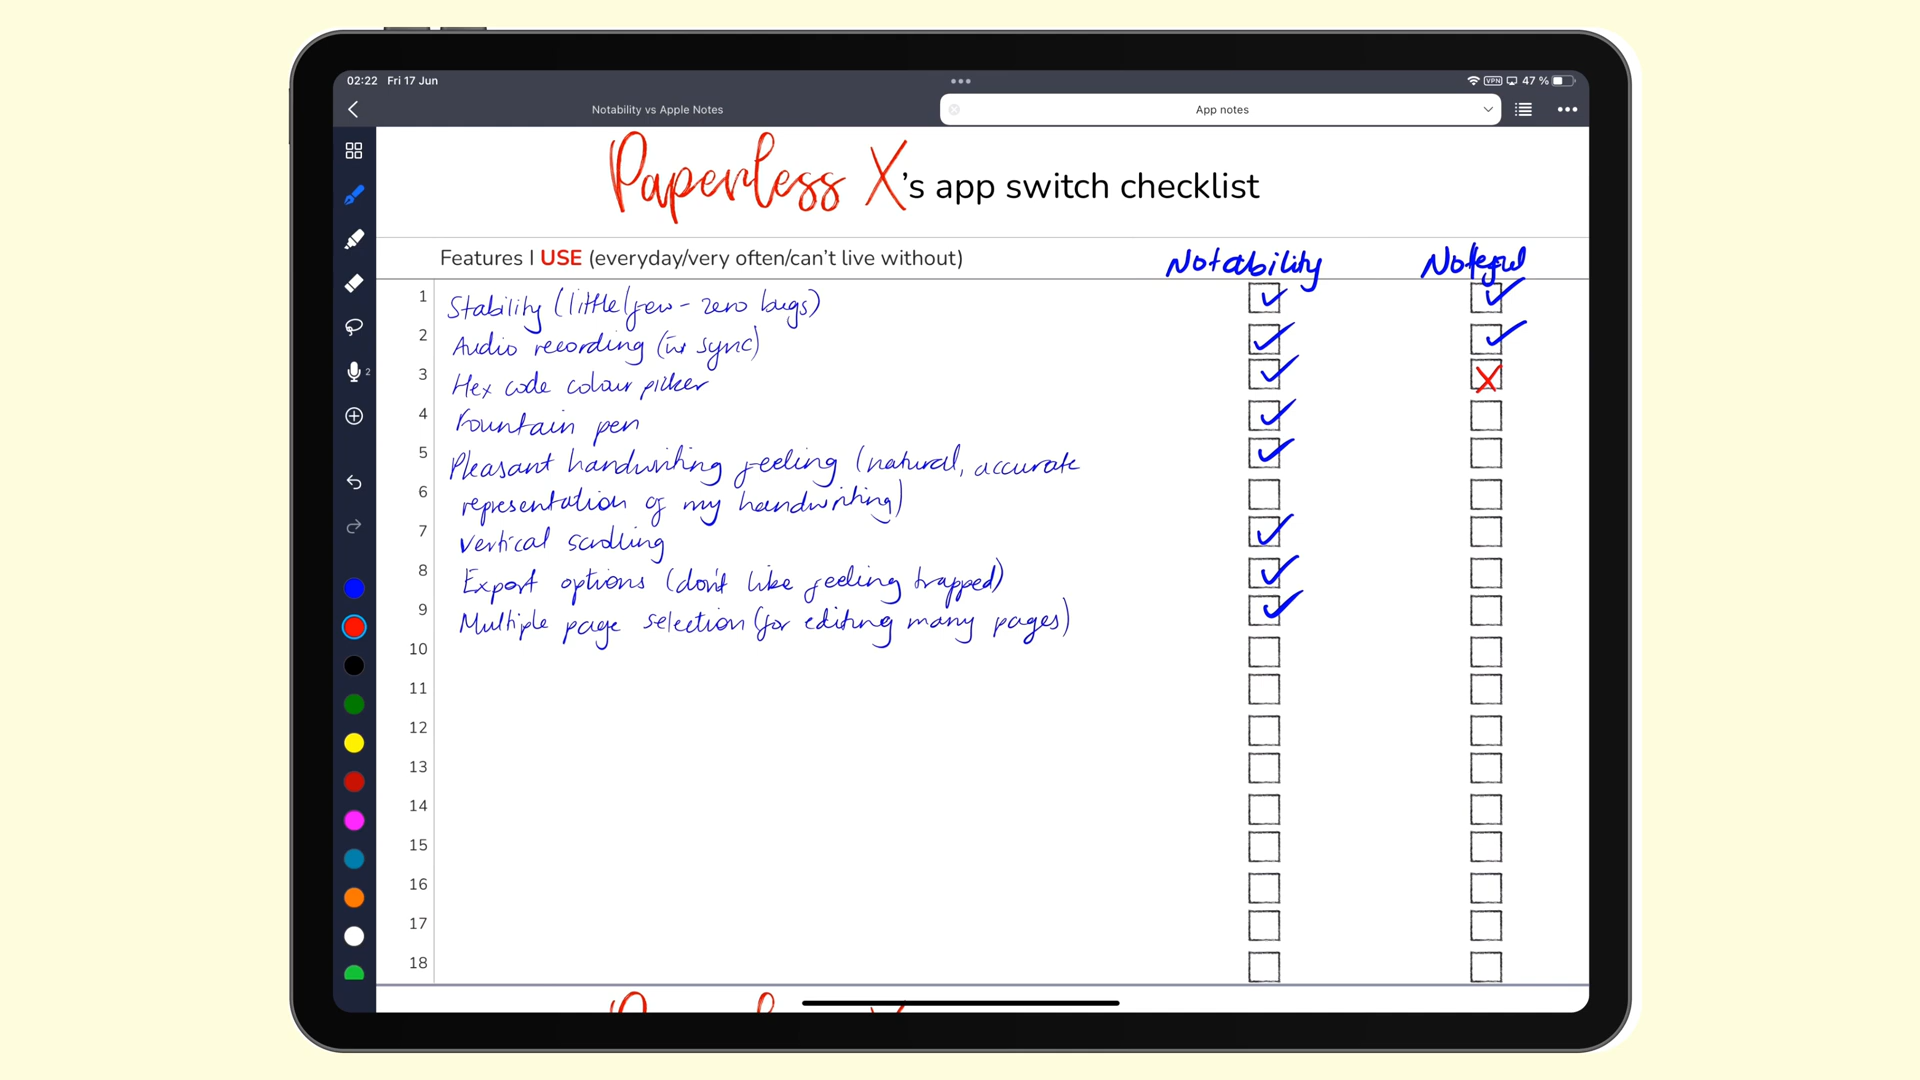 02:22 Fri 17 Jun
VPN 47 %
Notability vs Apple Notes
App notes
Paperless X's app switch checklist
Features I USE (everyday/very often/can't live without)
Notability
Noteful
1 Stability (little/few - zero bugs)
2 Audio recording (w sync)
3 Hex code colour picker
4 Fountain pen
5 Pleasant handwriting feeling (natural, accurate
6 representation of my handwriting)
7 Vertical scrolling
8 Export options (don't like feeling trapped)
9 Multiple page selection (for editing many pages)
10
11
12
13
14
15
16
17
18
2